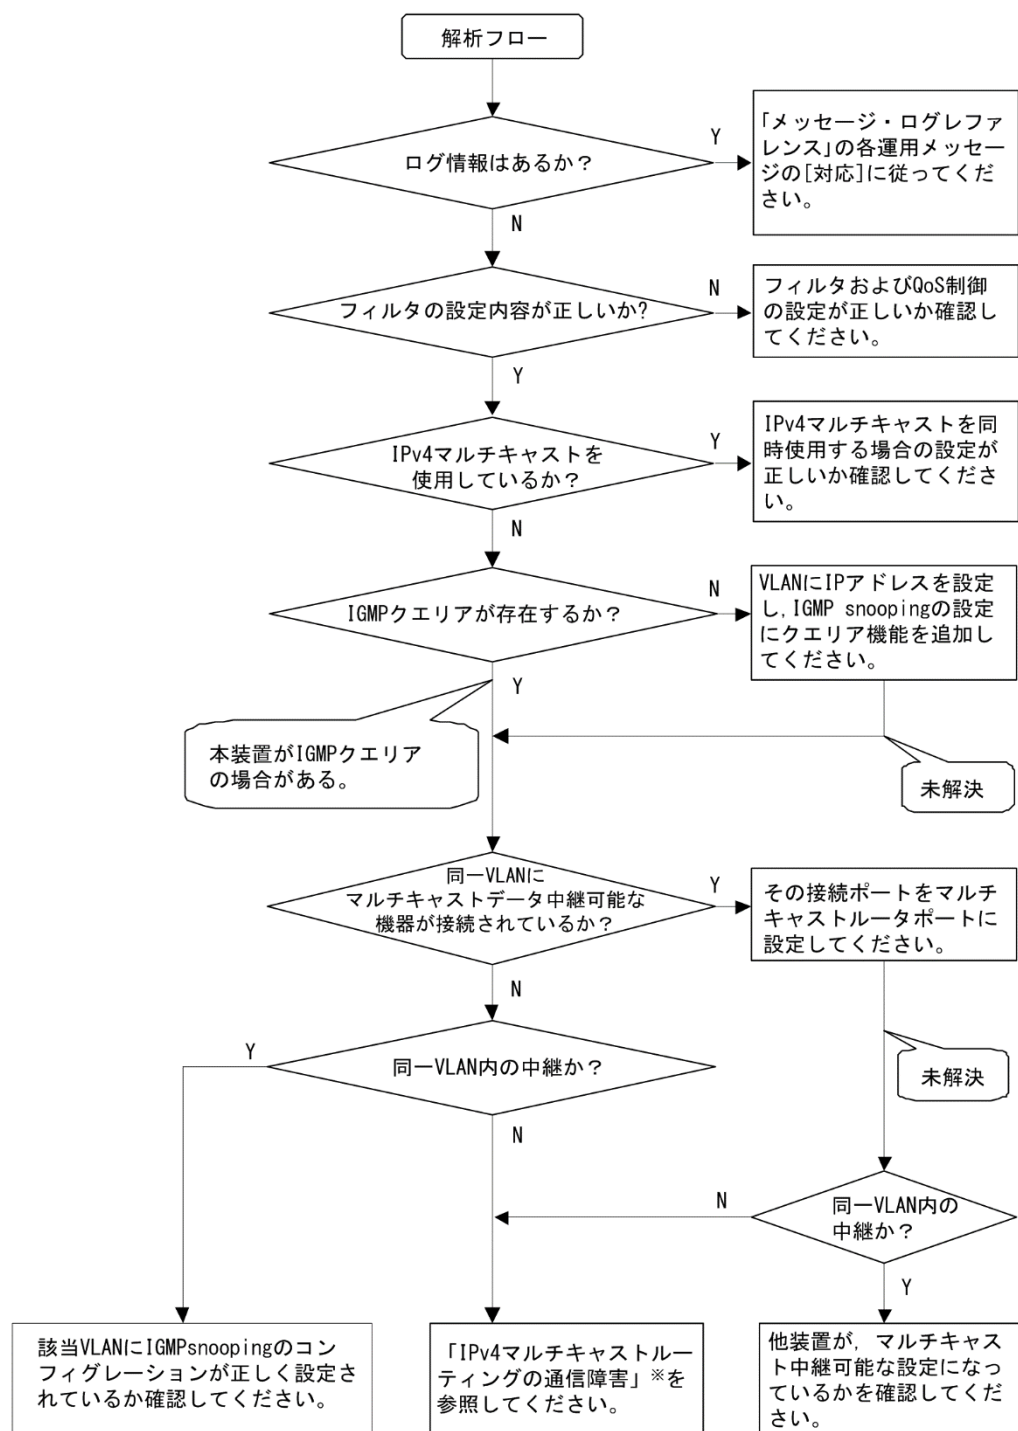 解析フロー
ログ情報はあるか？
Y
「メッセージ・ログレファ
レンス」の各運用メッセー
ジの[対応]に従ってくだ
さい。
N
フィルタの設定内容が正しいか?
N
フィルタおよびQoS制御
の設定が正しいか確認し
てください。
Y
IPv4マルチキャストを
使用しているか？
Y
IPv4マルチキャストを同
時使用する場合の設定が
正しいか確認してくださ
い。
N
IGMPクエリアが存在するか？
N
VLANにIPアドレスを設定
し,IGMP snoopingの設定
にクエリア機能を追加し
てください。
Y
本装置がIGMPクエリア
の場合がある。
未解決
同一VLANに
マルチキャストデータ中継可能な
機器が接続されているか？
Y
その接続ポートをマルチ
キャストルータポートに
設定してください。
N
同一VLAN内の中継か？
Y
未解決
N
同一VLAN内の
中継か？
N
Y
該当VLANにIGMPsnoopingのコン
フィグレーションが正しく設定さ
れているか確認してください。
「IPv4マルチキャストルー
ティングの通信障害」※を
参照してください。
他装置が，マルチキャス
ト中継可能な設定になっ
ているかを確認してくだ
さい。